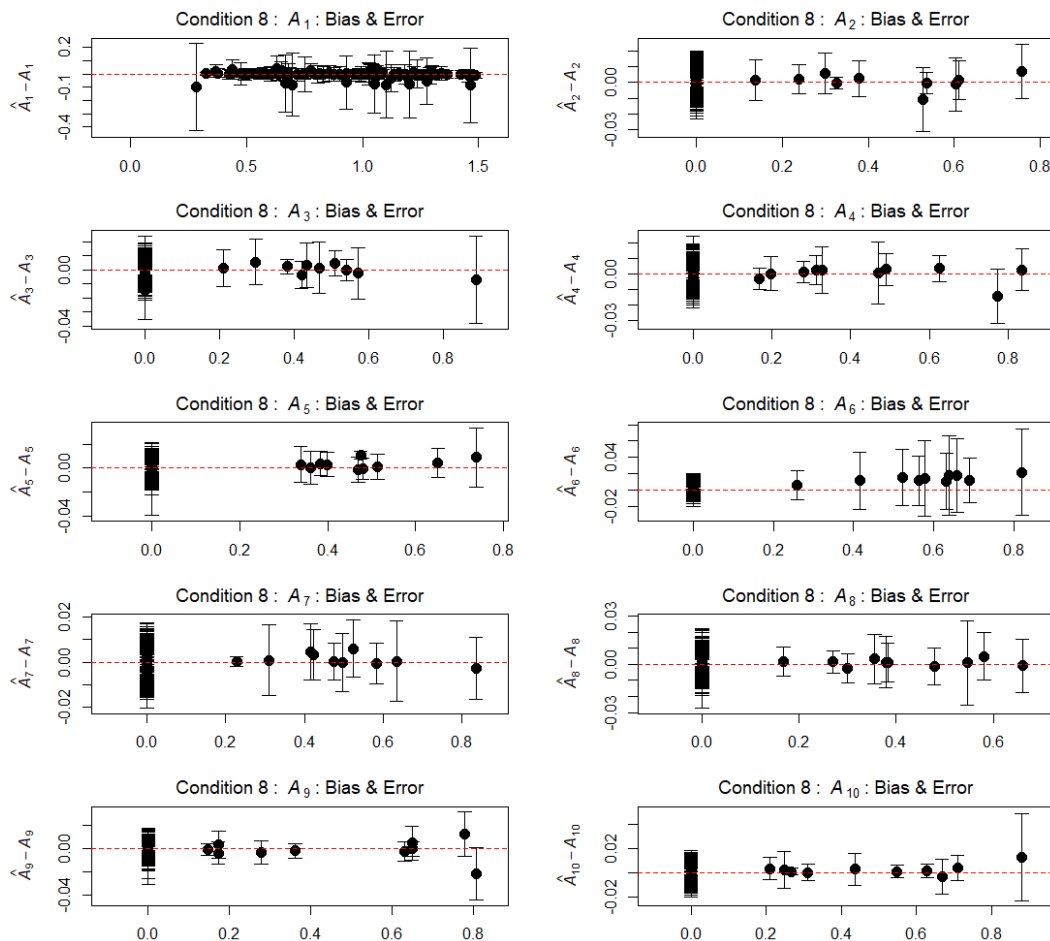 Condition 8 : A1 : Bias & Error
Â1 − A1
0.2
-0.1
-0.4
0.0 0.5 1.0 1.5
Condition 8 : A2 : Bias & Error
Â2 − A2
0.00
-0.03
0.0 0.2 0.4 0.6 0.8
Condition 8 : A3 : Bias & Error
Â3 − A3
0.00
-0.04
0.0 0.2 0.4 0.6 0.8
Condition 8 : A4 : Bias & Error
Â4 − A4
0.00
-0.03
0.0 0.2 0.4 0.6 0.8
Condition 8 : A5 : Bias & Error
Â5 − A5
0.00
-0.04
0.0 0.2 0.4 0.6 0.8
Condition 8 : A6 : Bias & Error
Â6 − A6
0.04
-0.02
0.0 0.2 0.4 0.6 0.8
Condition 8 : A7 : Bias & Error
Â7 − A7
0.02
0.00
-0.02
0.0 0.2 0.4 0.6 0.8
Condition 8 : A8 : Bias & Error
Â8 − A8
0.03
0.00
-0.03
0.0 0.2 0.4 0.6
Condition 8 : A9 : Bias & Error
Â9 − A9
0.00
-0.04
0.0 0.2 0.4 0.6 0.8
Condition 8 : A10 : Bias & Error
Â10 − A10
0.02
-0.02
0.0 0.2 0.4 0.6 0.8